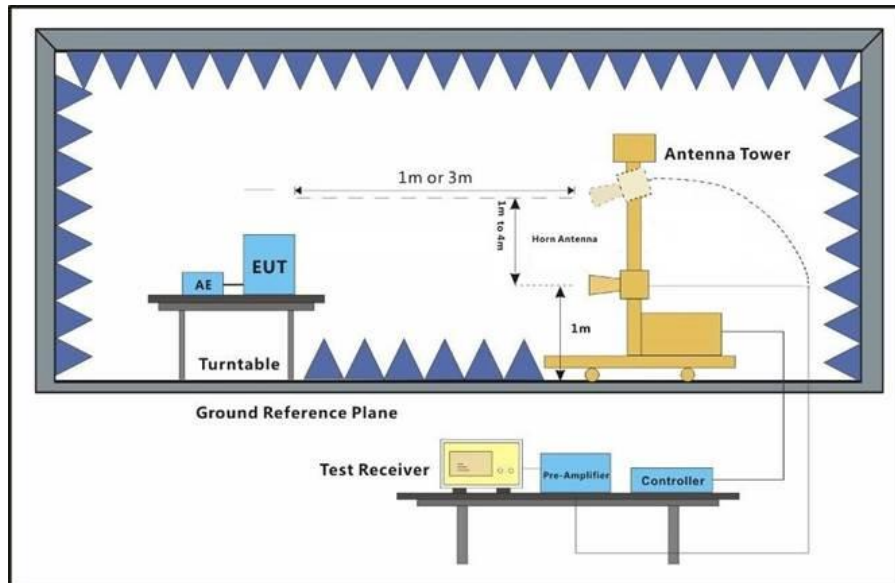 Antenna Tower
1m or 3m
1m to 4m
Horn Antenna
EUT
AE
1m
Turntable
Ground Reference Plane
Test Receiver
Pre-Amplifier
Controller